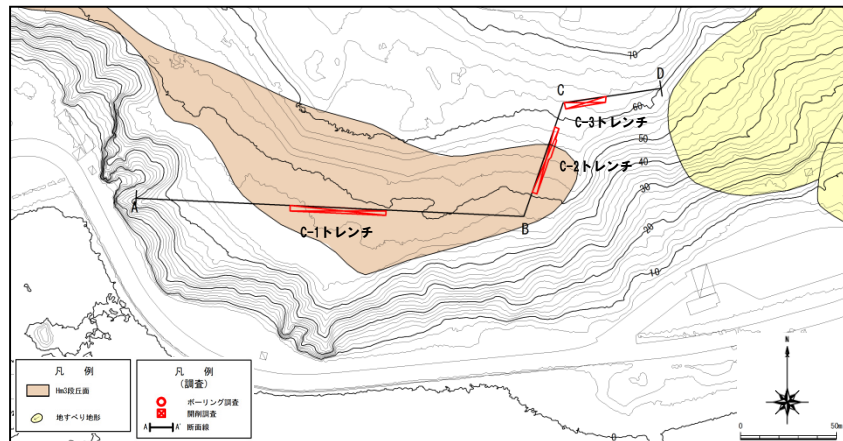 70
D
C
60
C-3トレンチ
50
C-2トレンチ
40
30
A
20
C-1トレンチ
B
10
凡 例
Hm3段丘面
地すべり地形
凡 例
(調査)
ボーリング調査
開削調査
A A' 断面線
N
0 50m